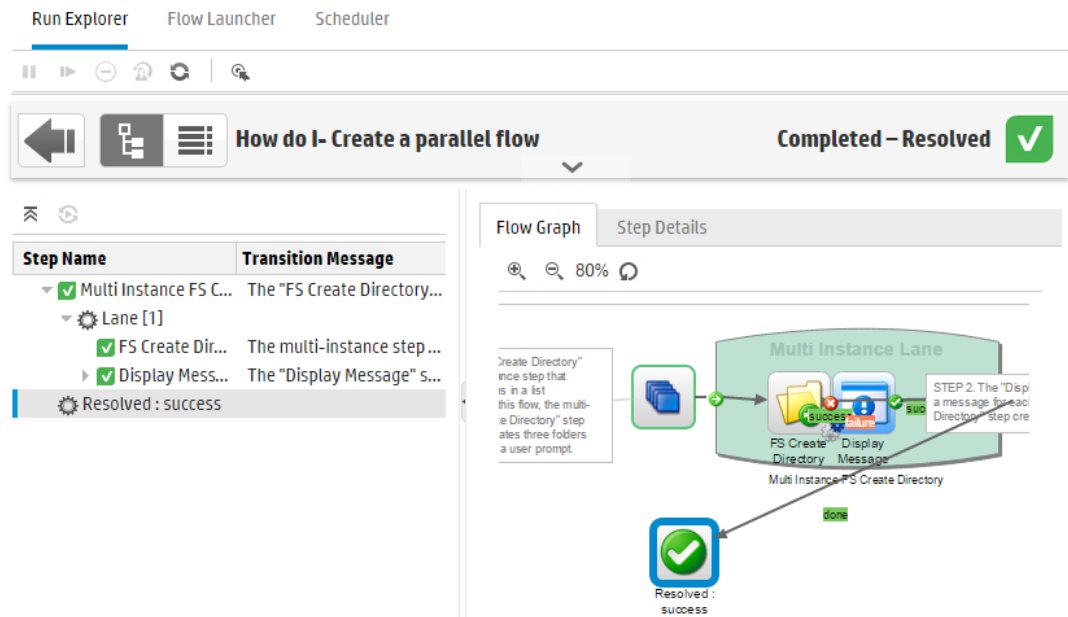 Run Explorer Flow Launcher Scheduler
How do I- Create a parallel flow Completed – Resolved
Flow Graph Step Details
80%
Step Name Transition Message
Multi Instance FS C... The "FS Create Directory...
Lane [1]
FS Create Dir... The multi-instance step ...
Display Mess... The "Display Message" s...
Resolved : success
Create Directory"
nce step that
s in a list
this flow, the multi-
e Directory" step
ates three folders
a user prompt.
Multi Instance Lane
STEP 2. The "Displ
a message for each
Directory" step cre
success
failure
suc
FS Create
Directory
Display
Message
Multi Instance FS Create Directory
done
Resolved :
success